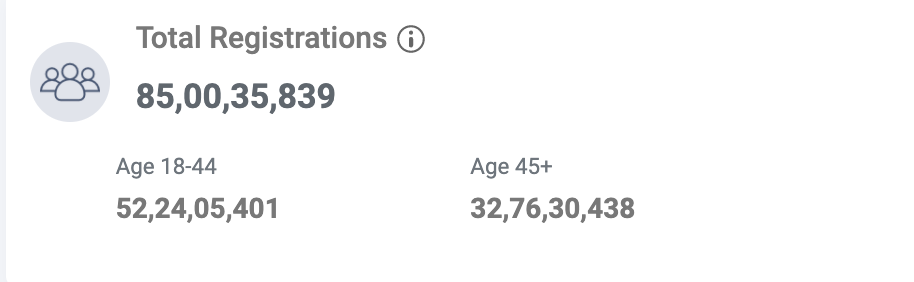 Total Registrations
85,00,35,839
Age 18-44
Age 45+
52,24,05,401
32,76,30,438